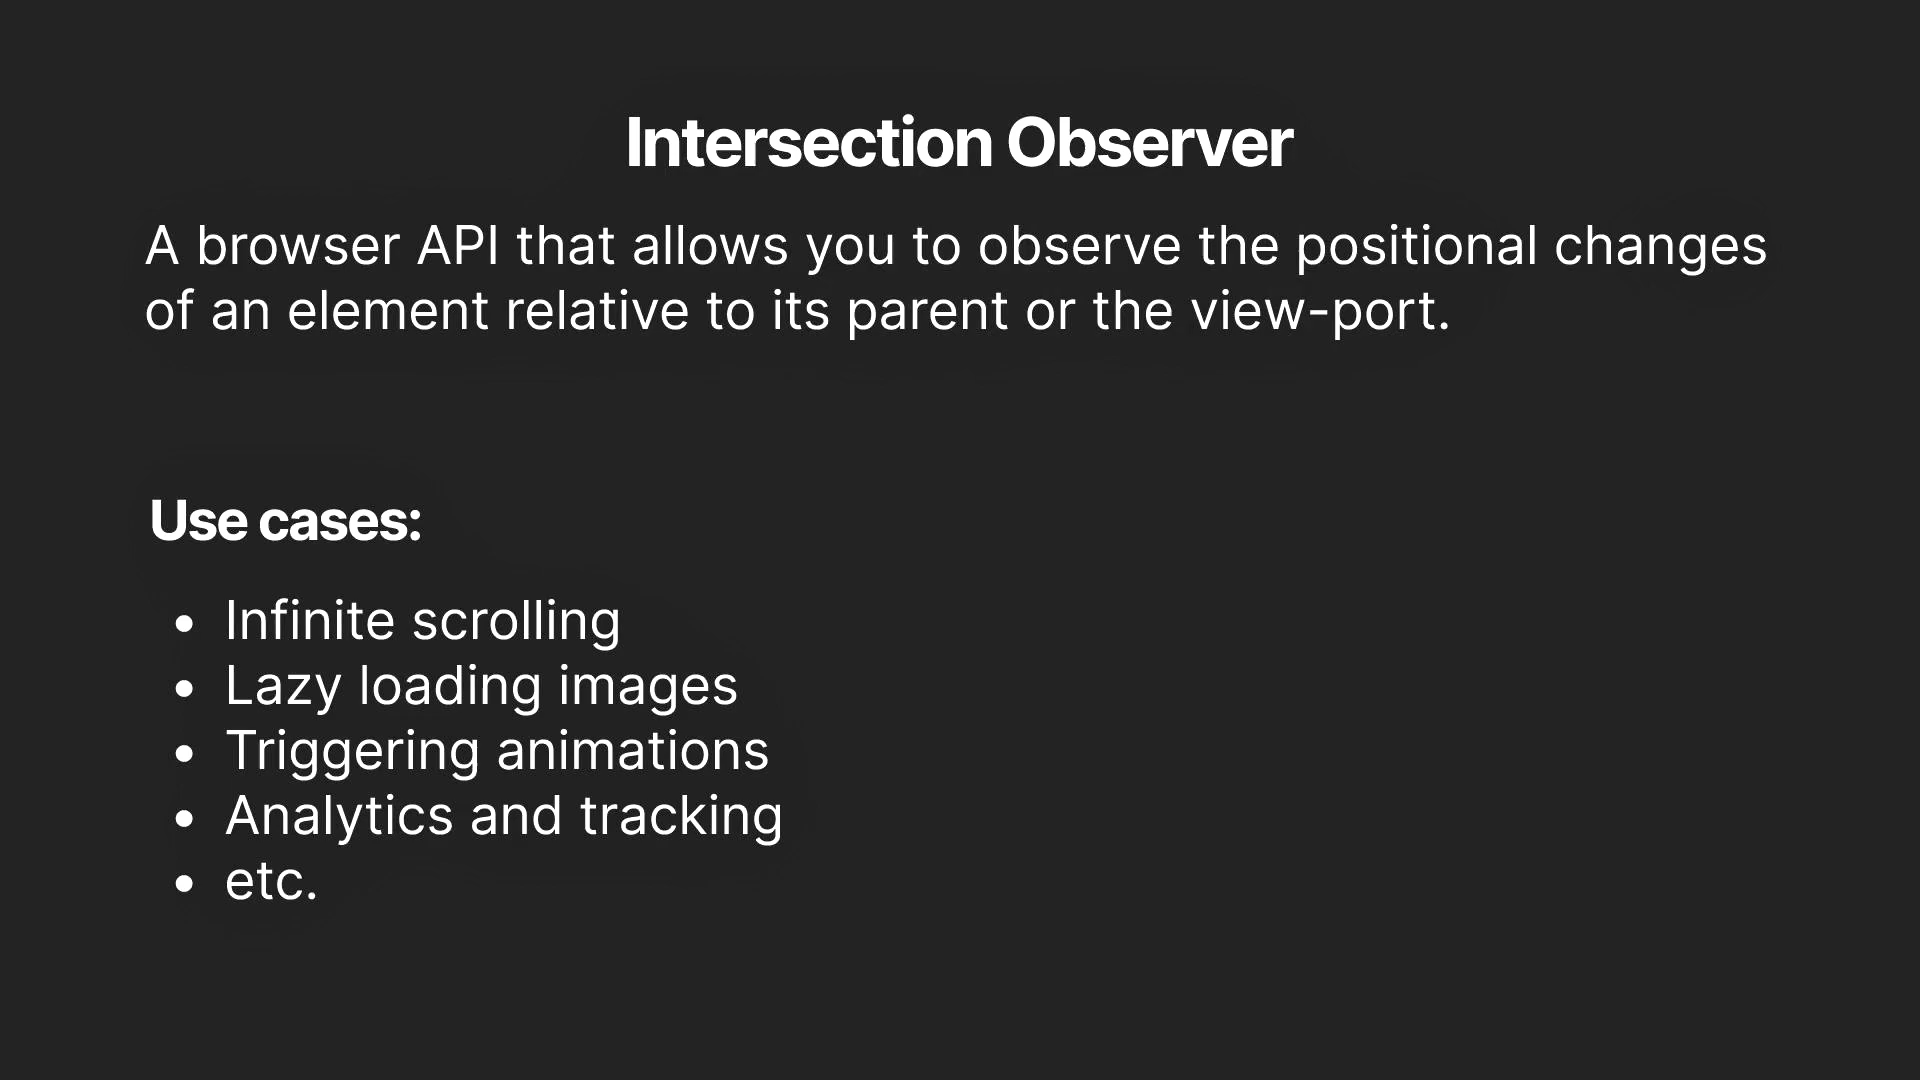 Intersection Observer
A browser API that allows you to observe the positional changes
of an element relative to its parent or the view-port.
Use cases:
• Infinite scrolling
• Lazy loading images
• Triggering animations
• Analytics and tracking
• etc.